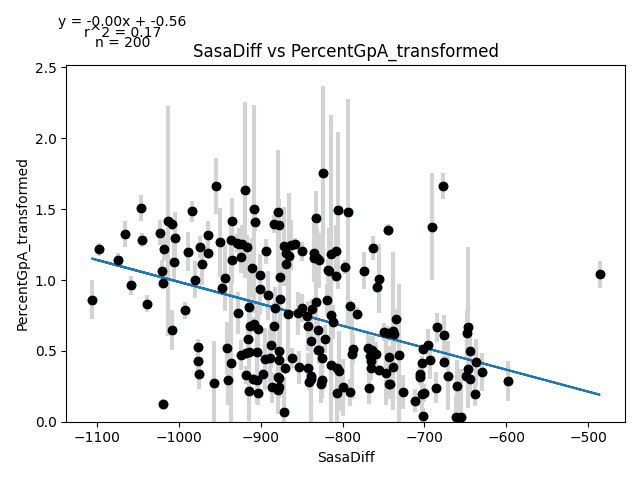 y = -0.00x + -0.56
r^2 = 0.17
n = 200
SasaDiff vs PercentGpA_transformed
2.5
2.0
1.5
1.0
0.5
0.0
PercentGpA_transformed
−1100 −1000 −900 −800 −700 −600 −500
SasaDiff